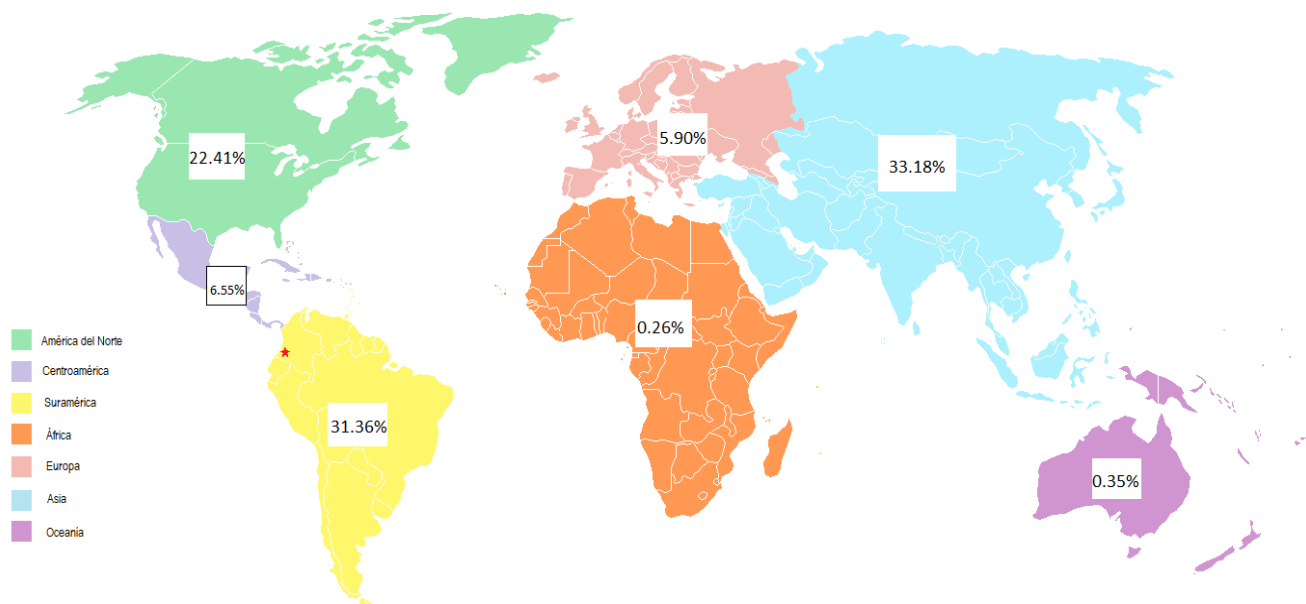 22.41%
5.90%
33.18%
6.55%
0.26%
31.36%
0.35%
América del Norte
Centroamérica
Suramérica
África
Europa
Asia
Oceanía